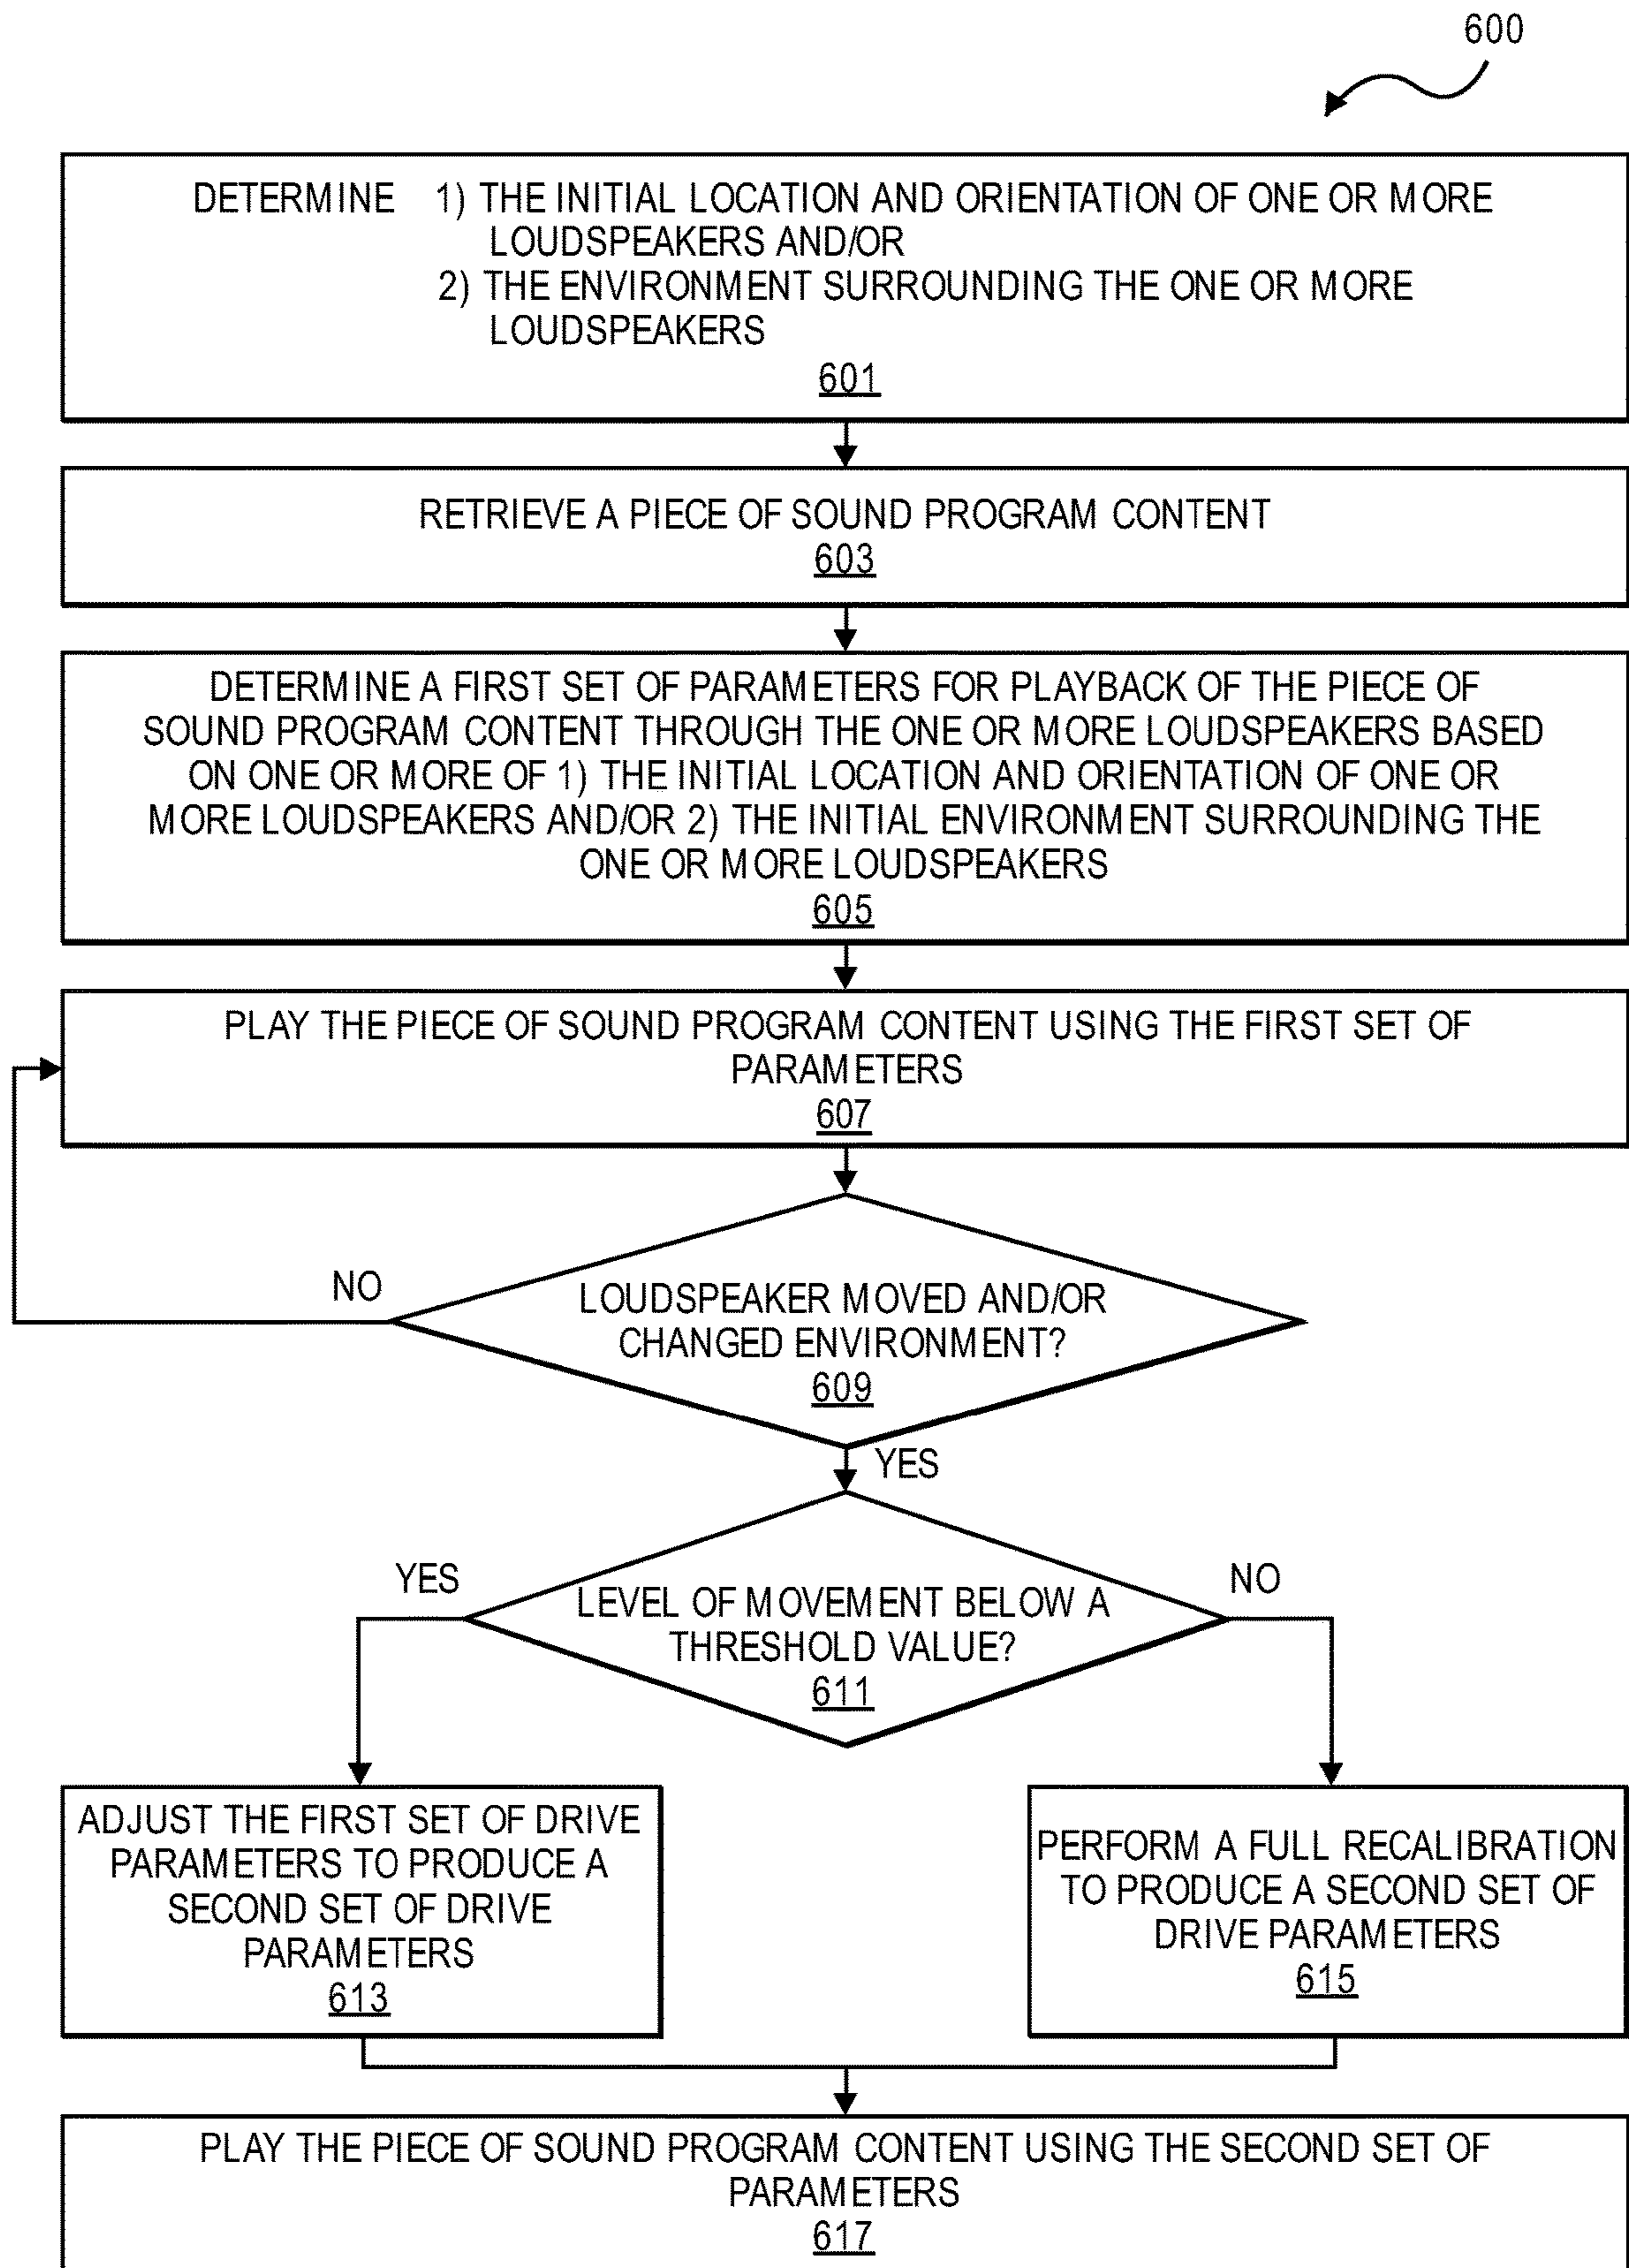 600
DETERMINE 1) THE INITIAL LOCATION AND ORIENTATION OF ONE OR MORE
LOUDSPEAKERS AND/OR
2) THE ENVIRONMENT SURROUNDING THE ONE OR MORE
LOUDSPEAKERS
601
RETRIEVE A PIECE OF SOUND PROGRAM CONTENT
603
DETERMINE A FIRST SET OF PARAMETERS FOR PLAYBACK OF THE PIECE OF
SOUND PROGRAM CONTENT THROUGH THE ONE OR MORE LOUDSPEAKERS BASED
ON ONE OR MORE OF 1) THE INITIAL LOCATION AND ORIENTATION OF ONE OR
MORE LOUDSPEAKERS AND/OR 2) THE INITIAL ENVIRONMENT SURROUNDING THE
ONE OR MORE LOUDSPEAKERS
605
PLAY THE PIECE OF SOUND PROGRAM CONTENT USING THE FIRST SET OF
PARAMETERS
607
NO
LOUDSPEAKER MOVED AND/OR
CHANGED ENVIRONMENT?
609
YES
YES
NO
LEVEL OF MOVEMENT BELOW A
THRESHOLD VALUE?
611
ADJUST THE FIRST SET OF DRIVE
PARAMETERS TO PRODUCE A
SECOND SET OF DRIVE
PARAMETERS
613
PERFORM A FULL RECALIBRATION
TO PRODUCE A SECOND SET OF
DRIVE PARAMETERS
615
PLAY THE PIECE OF SOUND PROGRAM CONTENT USING THE SECOND SET OF
PARAMETERS
617